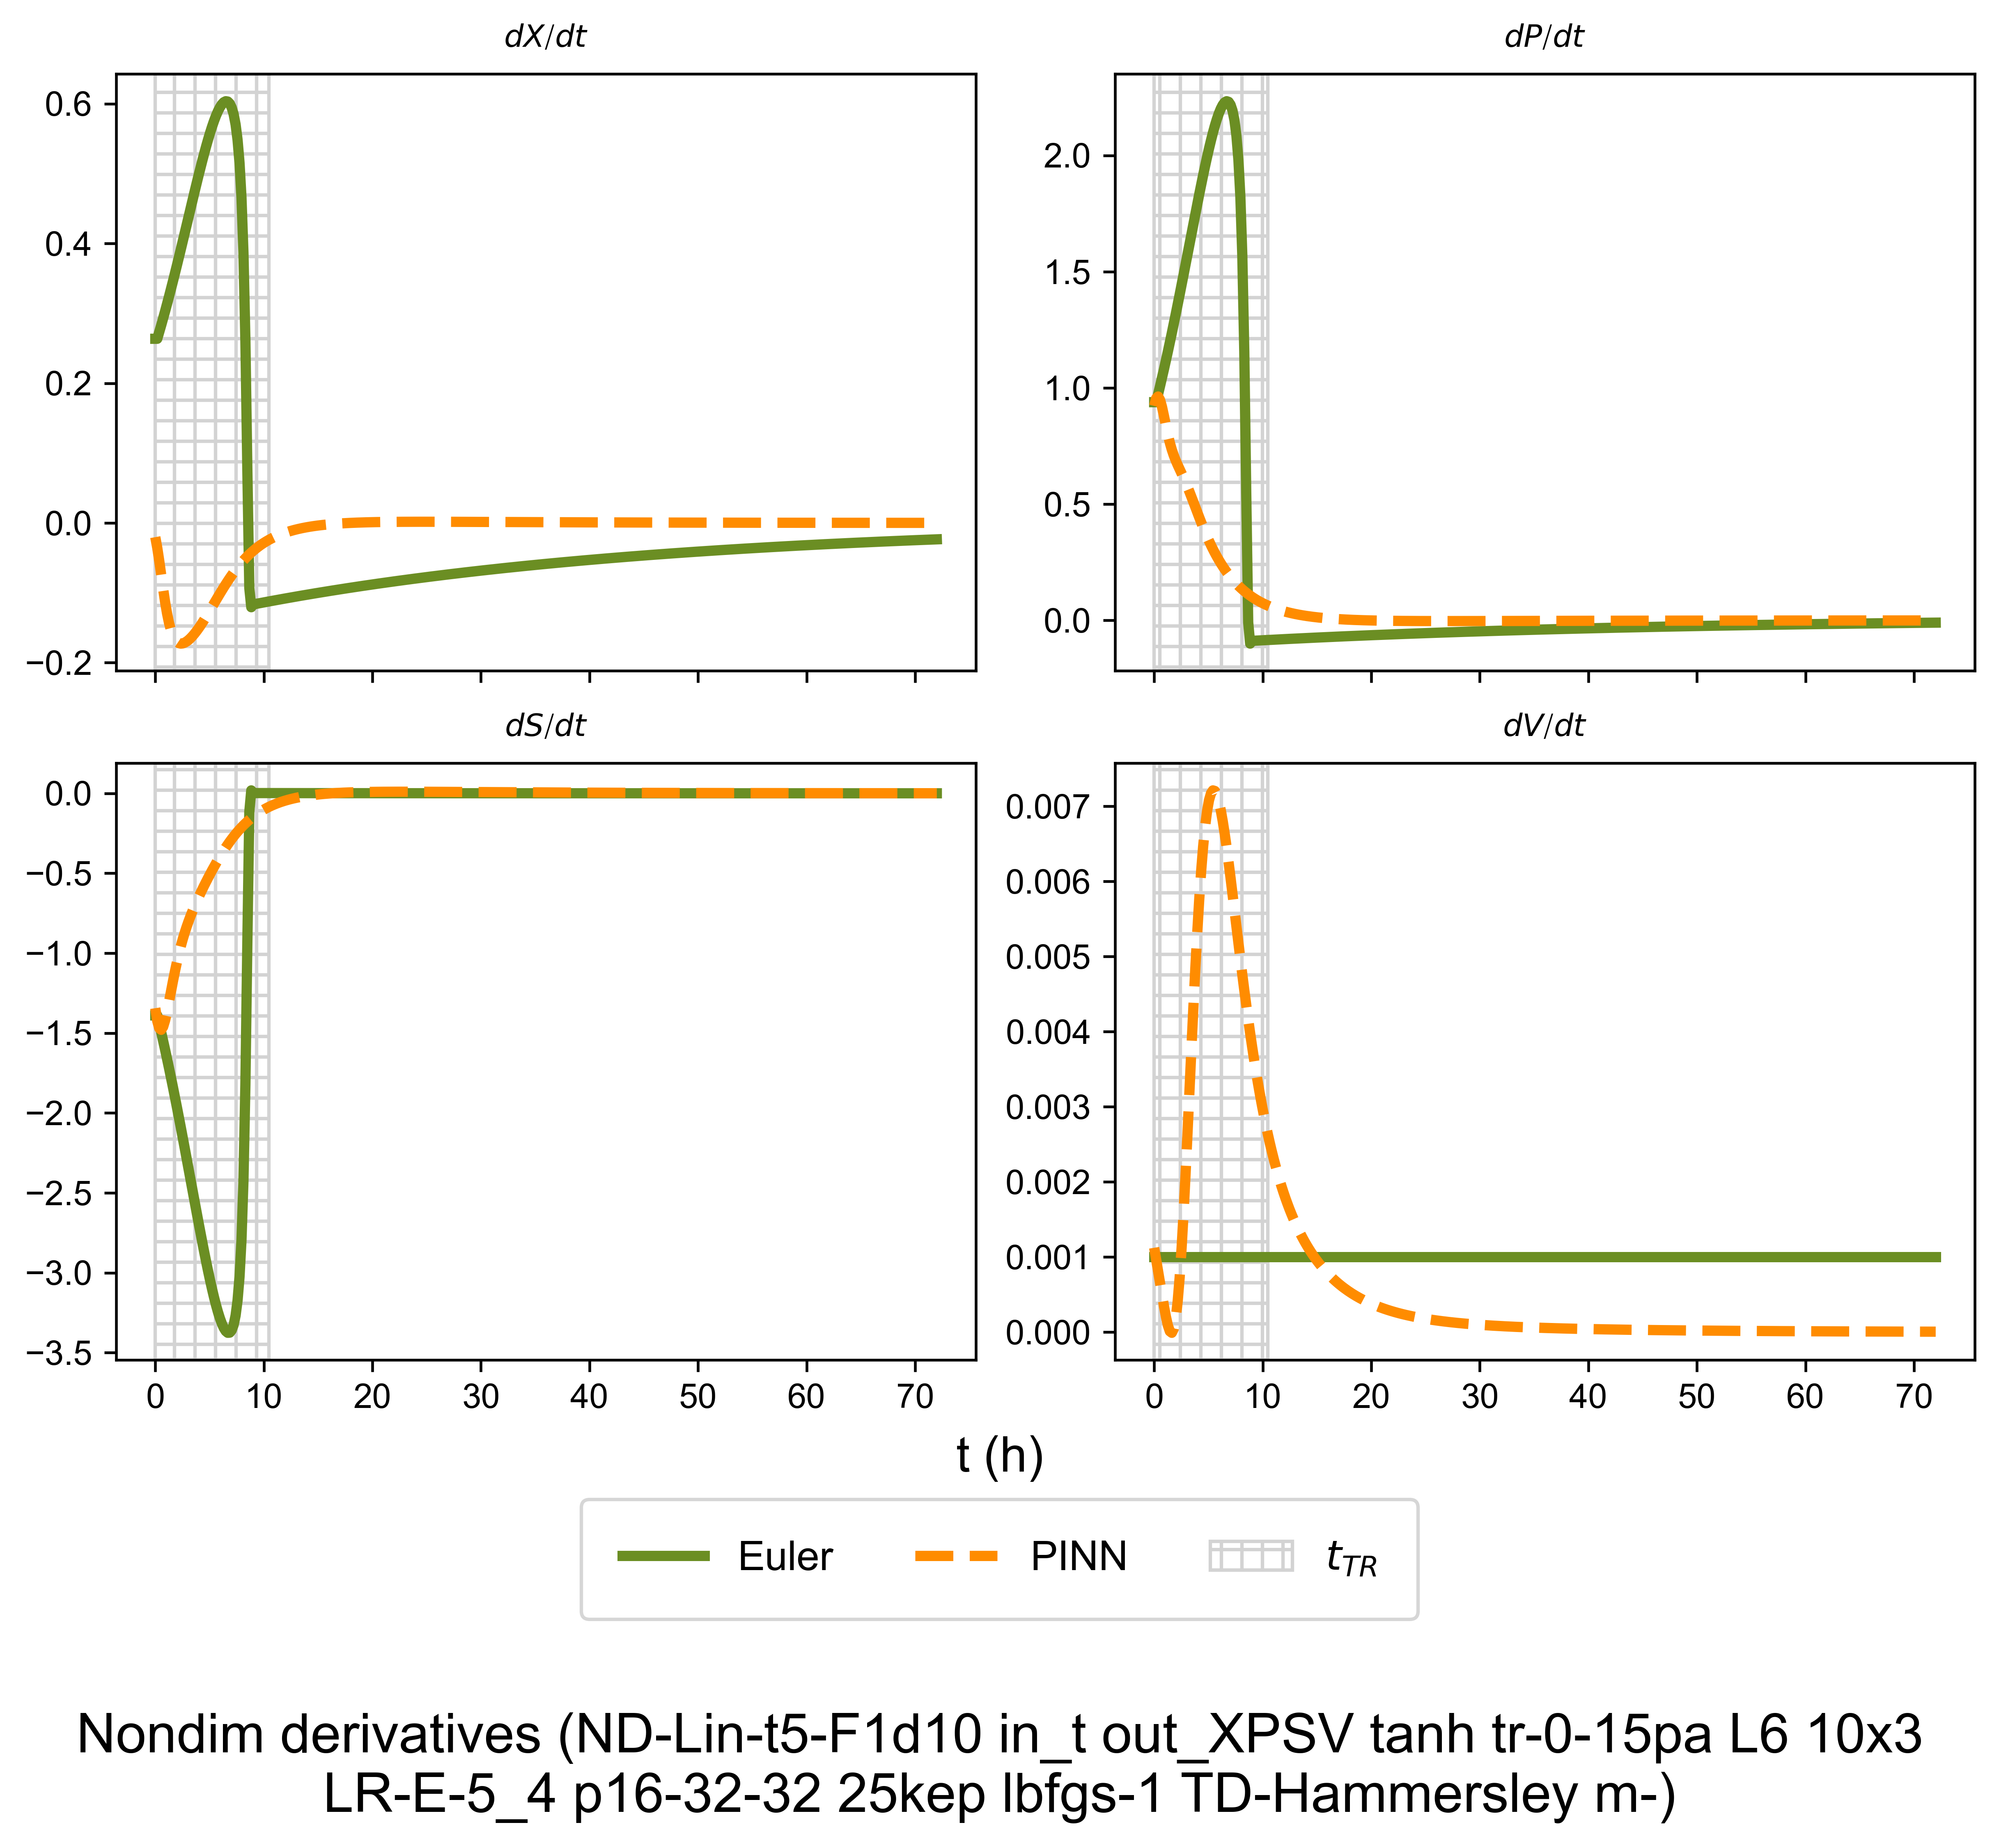 dX/dt
dP/dt
0.6
0.4
0.2
0.0
−0.2
2.0
1.5
1.0
0.5
0.0
dS/dt
dV/dt
0.0
−0.5
−1.0
−1.5
−2.0
−2.5
−3.0
−3.5
0.007
0.006
0.005
0.004
0.003
0.002
0.001
0.000
0 10 20 30 40 50 60 70
0 10 20 30 40 50 60 70
t (h)
Euler PINN t_TR
Nondim derivatives (ND-Lin-t5-F1d10 in_t out_XPSV tanh tr-0-15pa L6 10x3
LR-E-5_4 p16-32-32 25kep lbfgs-1 TD-Hammersley m-)